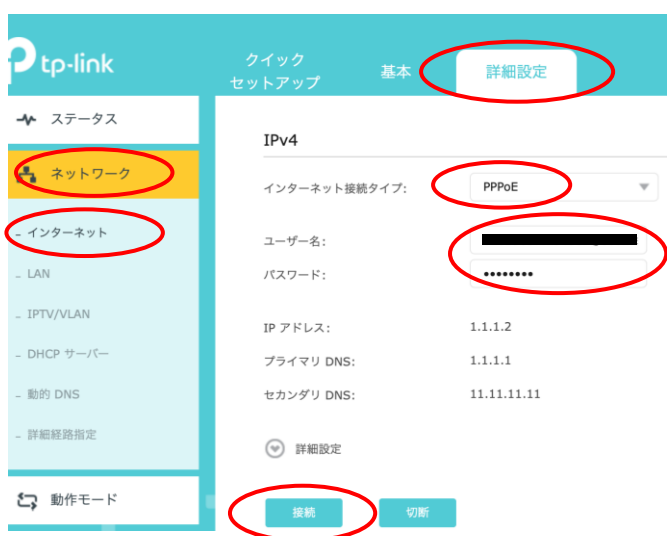 tp-link
クイック
セットアップ
基本
詳細設定
ステータス
ネットワーク
- インターネット
- LAN
- IPTV/VLAN
- DHCP サーバー
- 動的 DNS
- 詳細経路指定
動作モード
IPv4
インターネット接続タイプ: PPPoE
ユーザー名:
パスワード: ••••••••
IP アドレス: 1.1.1.2
プライマリ DNS: 1.1.1.1
セカンダリ DNS: 11.11.11.11
詳細設定
接続 切断